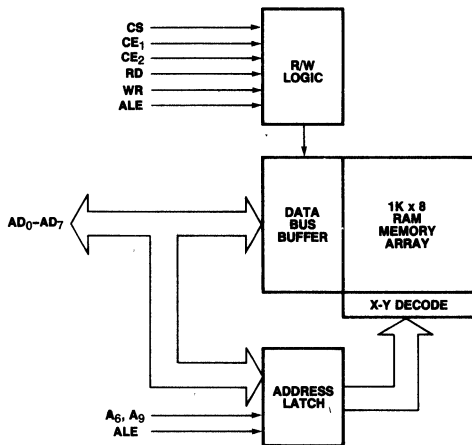 CS
CE₁
CE₂
RD
WR
ALE
R/W
LOGIC
AD₀–AD₇
DATA
BUS
BUFFER
1K x 8
RAM
MEMORY
ARRAY
X-Y DECODE
ADDRESS
LATCH
A₆, A₉
ALE